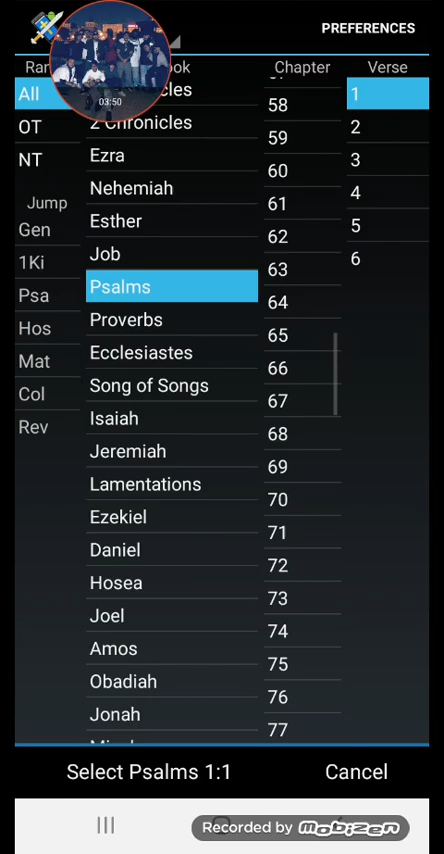 PREFERENCES
Chapter
Verse
All
OT
NT
Jump
Gen
1Ki
Psa
Hos
Mat
Col
Rev
03:50
2 Chronicles
Ezra
Nehemiah
Esther
Job
Psalms
Proverbs
Ecclesiastes
Song of Songs
Isaiah
Jeremiah
Lamentations
Ezekiel
Daniel
Hosea
Joel
Amos
Obadiah
Jonah
58
59
60
61
62
63
64
65
66
67
68
69
70
71
72
73
74
75
76
77
1
2
3
4
5
6
Select Psalms 1:1
Cancel
Recorded by mobizen